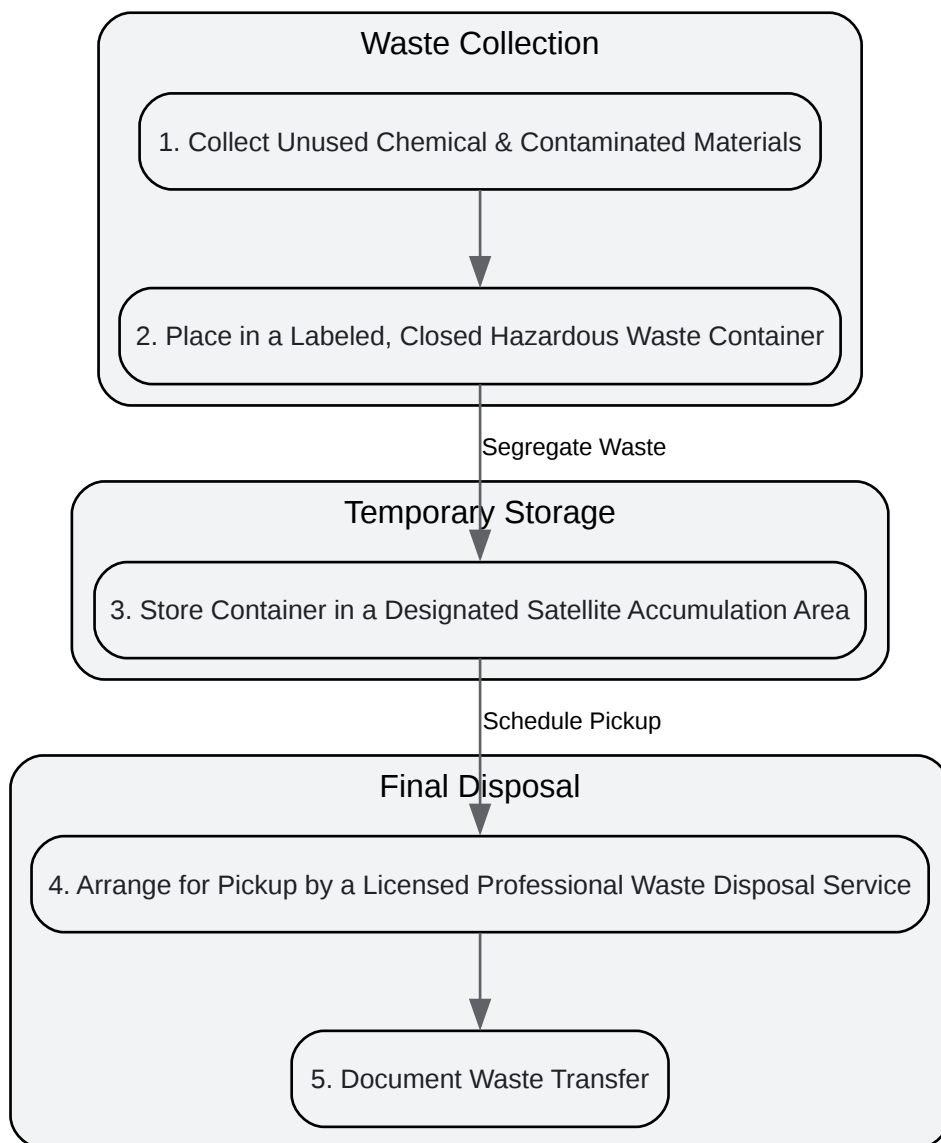 Waste Collection
1. Collect Unused Chemical & Contaminated Materials
2. Place in a Labeled, Closed Hazardous Waste Container
Segregate Waste
Temporary Storage
3. Store Container in a Designated Satellite Accumulation Area
Schedule Pickup
Final Disposal
4. Arrange for Pickup by a Licensed Professional Waste Disposal Service
5. Document Waste Transfer